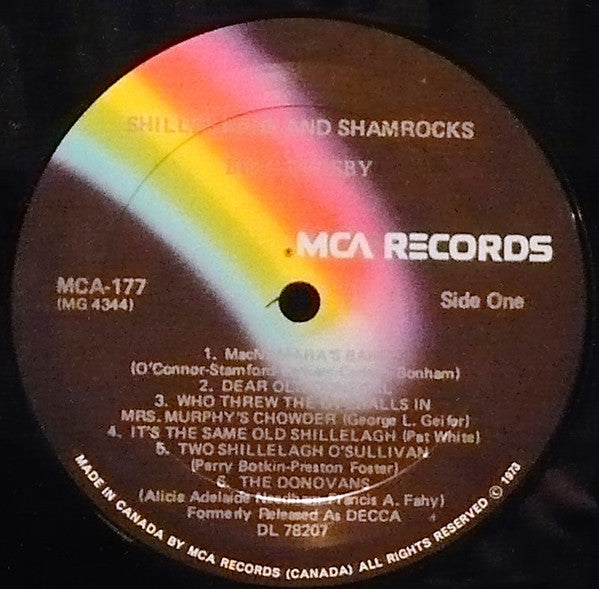 AND SHAMROCKS
MCA RECORDS
MCA-177
(MG 4344)
Side One
1.
(O'Connor-Stamford- Bonham)
2. DEAR
3. WHO THREW THE IN
MRS. MURPHY'S CHOWDER (George L. Geifer)
4. IT'S THE SAME OLD SHILLELAGH (Pat White)
5. TWO SHILLELAGH O'SULLIVAN
(Perry Botkin-Preston Foster)
6. THE DONOVANS
(Alicia Adelaide Needham-Francis A. Fahy)
Formerly Released As DECCA
DL 78207
MADE IN CANADA BY MCA RECORDS (CANADA) ALL RIGHTS RESERVED © 1973